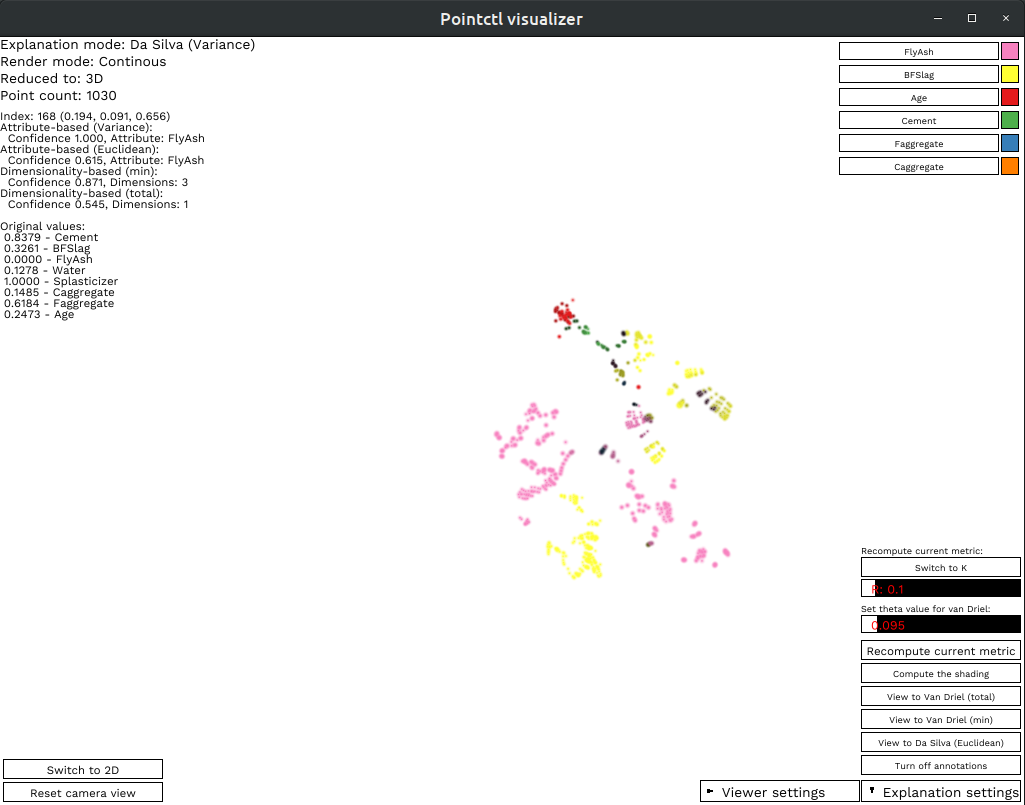 Pointctl visualizer
Explanation mode: Da Silva (Variance)
Render mode: Continous
Reduced to: 3D
Point count: 1030
Index: 168 (0.194, 0.091, 0.656)
Attribute-based (Variance):
Confidence 1.000, Attribute: FlyAsh
Attribute-based (Euclidean):
Confidence 0.615, Attribute: FlyAsh
Dimensionality-based (min):
Confidence 0.871, Dimensions: 3
Dimensionality-based (total):
Confidence 0.545, Dimensions: 1
Original values:
0.8379 - Cement
0.3261 - BFSlag
0.0000 - FlyAsh
0.1278 - Water
1.0000 - Splasticizer
0.1485 - Caggregate
0.6184 - Faggregate
0.2473 - Age
FlyAsh
BFSlag
Age
Cement
Faggregate
Caggregate
Recompute current metric:
Switch to K
R: 0.1
Set theta value for van Driel:
0.095
Recompute current metric
Compute the shading
View to Van Driel (total)
View to Van Driel (min)
View to Da Silva (Euclidean)
Turn off annotations
Switch to 2D
Reset camera view
Viewer settings
Explanation settings